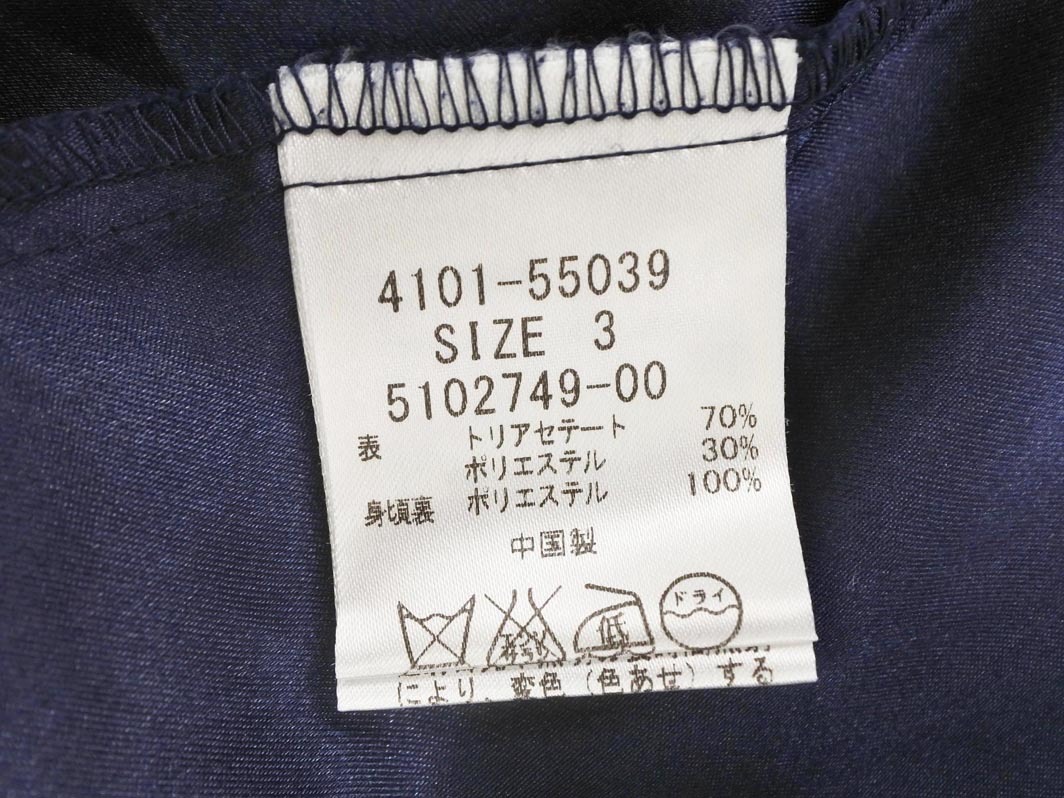 4101-55039
SIZE 3
5102749-00
表 トリアセテート 70%
ポリエステル 30%
身頃裏 ポリエステル 100%
中国製
低 ドライ
により、変色（色あせ）する